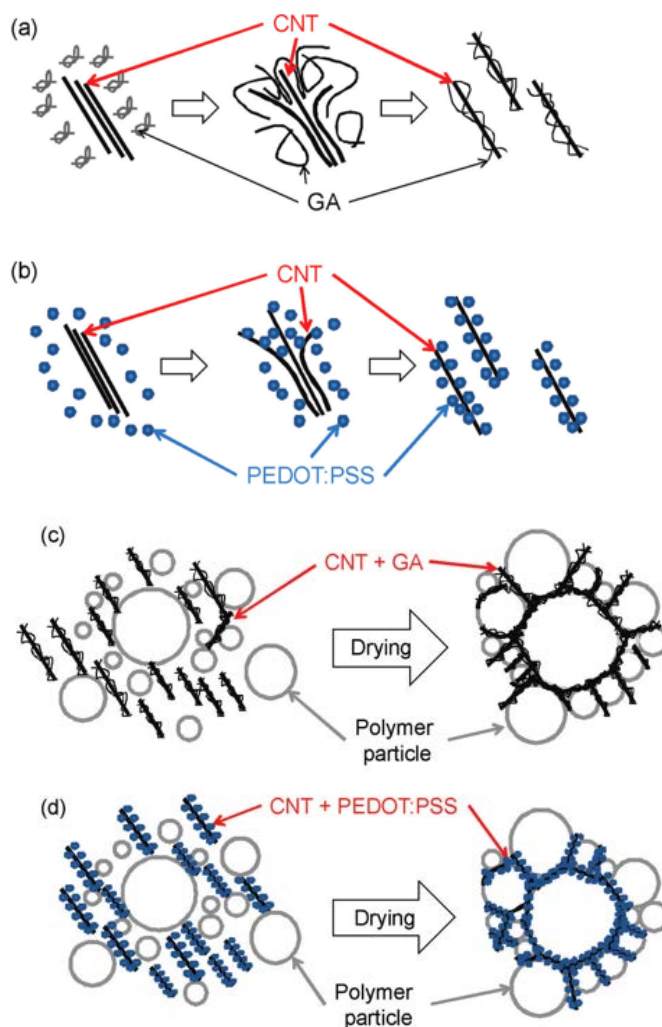 (a)
CNT
GA
(b)
CNT
PEDOT:PSS
(c)
CNT + GA
Drying
Polymer
particle
(d)
CNT + PEDOT:PSS
Drying
Polymer
particle